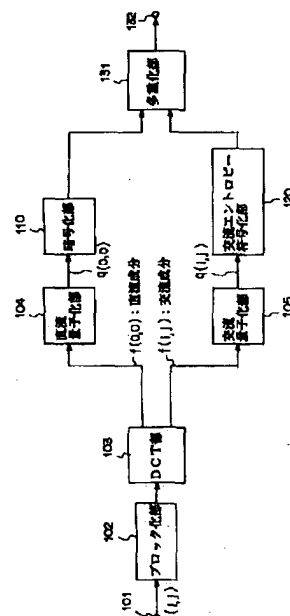 101
(i,j)
102
ブロック化部
103
DCT部
f(0,0):直流成分
f(i,j):交流成分
104
直流
量子化部
q(0,0)
110
暗号化部
105
交流
量子化部
q(i,j)
120
交流エントロピー
符号化部
131
多重化部
132